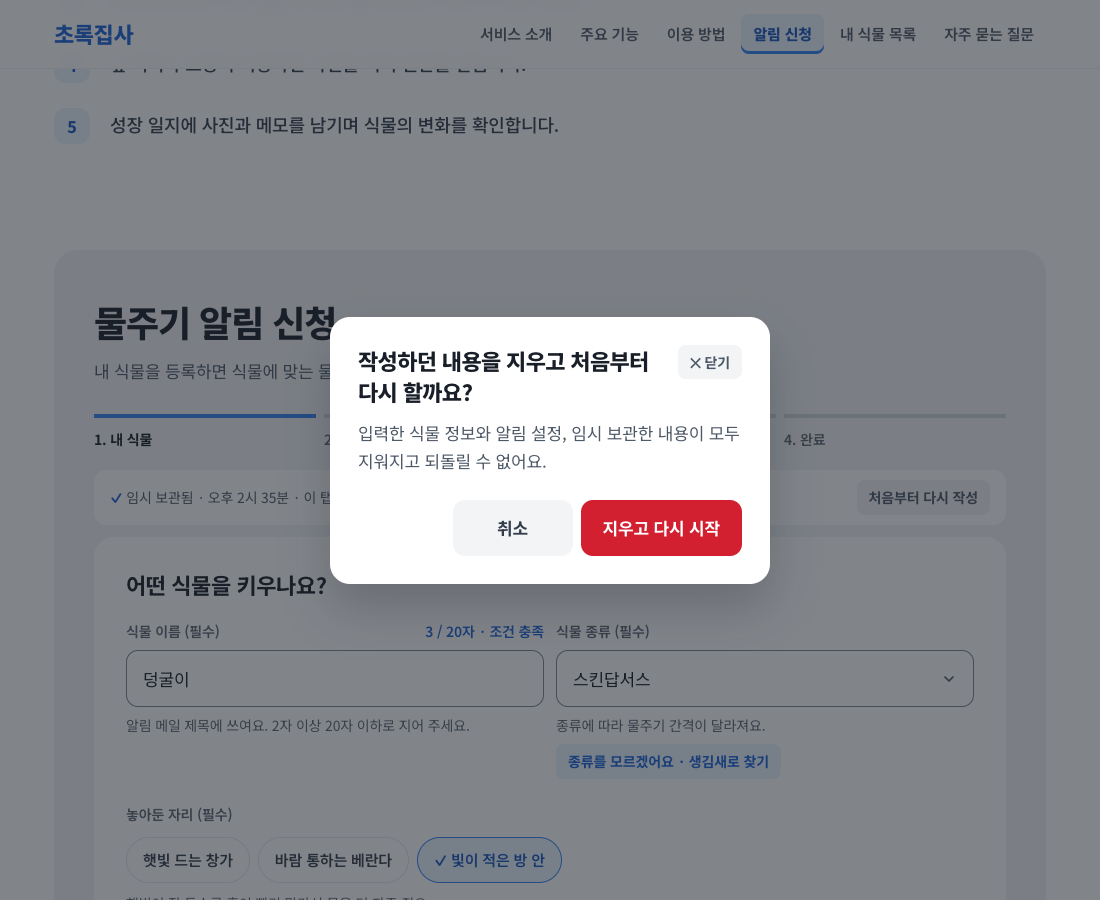 초록집사
서비스 소개
주요 기능
이용 방법
알림 신청
내 식물 목록
자주 묻는 질문
5
성장 일지에 사진과 메모를 남기며 식물의 변화를 확인합니다.
물주기 알림 신청
내 식물을 등록하면 식물에 맞는
작성하던 내용을 지우고 처음부터
다시 할까요?
× 닫기
입력한 식물 정보와 알림 설정, 임시 보관한 내용이 모두
지워지고 되돌릴 수 없어요.
취소
지우고 다시 시작
1. 내 식물
2
4. 완료
✓ 임시 보관됨 · 오후 2시 35분 · 이 탭
처음부터 다시 작성
어떤 식물을 키우나요?
식물 이름 (필수)
3 / 20자 · 조건 충족
식물 종류 (필수)
덩굴이
스킨답서스
알림 메일 제목에 쓰여요. 2자 이상 20자 이하로 지어 주세요.
종류에 따라 물주기 간격이 달라져요.
종류를 모르겠어요 · 생김새로 찾기
놓아둔 자리 (필수)
햇빛 드는 창가
바람 통하는 베란다
✓ 빛이 적은 방 안